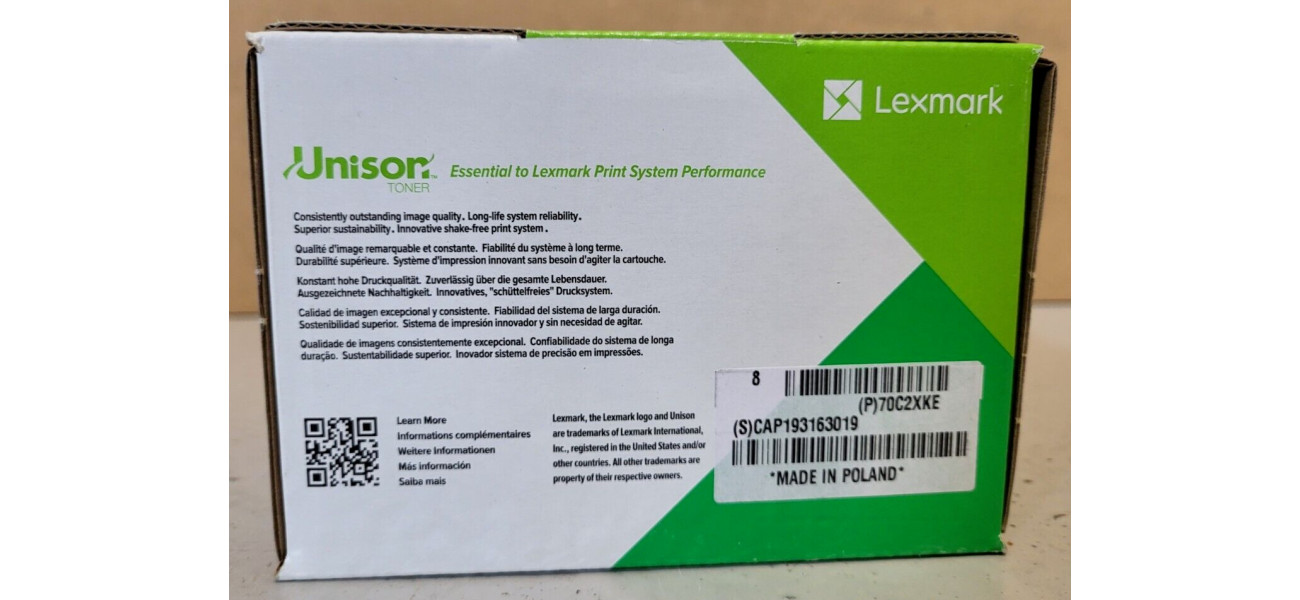 Lexmark
Unison™
TONER
Essential to Lexmark Print System Performance
Consistently outstanding image quality. Long-life system reliability.
Superior sustainability. Innovative shake-free print system.
Qualité d'image remarquable et constante. Fiabilité du système à long terme.
Durabilité supérieure. Système d'impression innovant sans besoin d'agiter la cartouche.
Konstant hohe Druckqualität. Zuverlässig über die gesamte Lebensdauer.
Ausgezeichnete Nachhaltigkeit. Innovatives, "schüttelfreies" Drucksystem.
Calidad de imagen excepcional y consistente. Fiabilidad del sistema de larga duración.
Sostenibilidad superior. Sistema de impresión innovador y sin necesidad de agitar.
Qualidade de imagens consistentemente excepcional. Confiabilidade do sistema de longa
duração. Sustentabilidade superior. Inovador sistema de precisão em impressões.
Learn More
Informations complémentaires
Weitere Informationen
Más información
Saiba mais
Lexmark, the Lexmark logo and Unison
are trademarks of Lexmark International,
Inc., registered in the United States and/or
other countries. All other trademarks are
property of their respective owners.
8
(P)70C2XKE
(S)CAP193163019
*MADE IN POLAND*